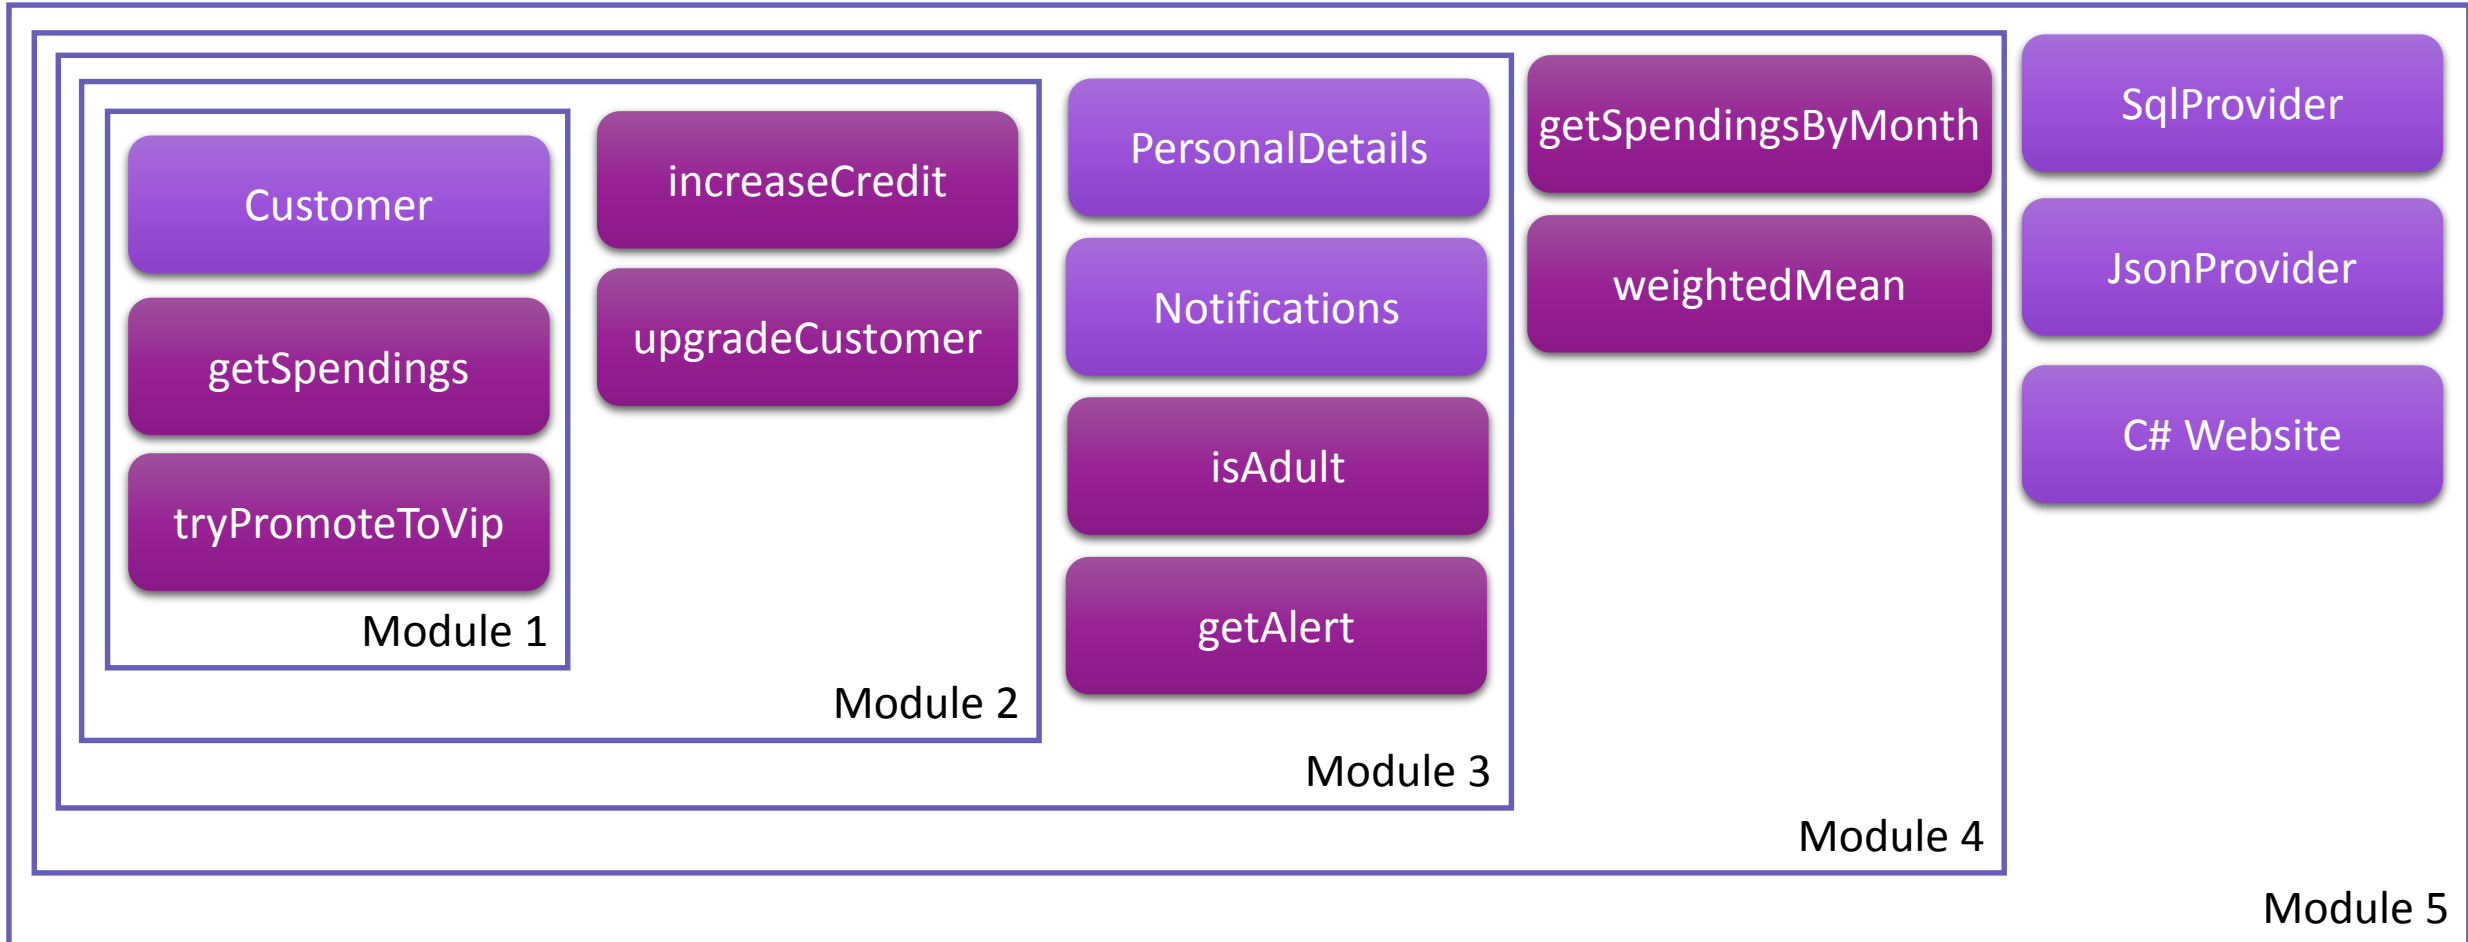 Customer
getSpendings
tryPromoteToVip
Module 1
increaseCredit
upgradeCustomer
Module 2
PersonalDetails
Notifications
isAdult
getAlert
Module 3
getSpendingsByMonth
weightedMean
Module 4
SqlProvider
JsonProvider
C# Website
Module 5